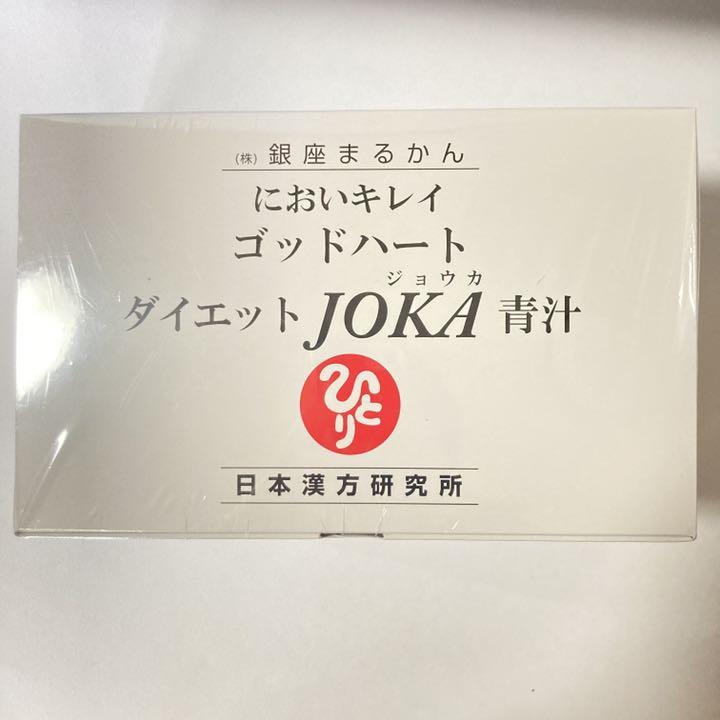 (株) 銀座まるかん
においキレイ
ゴッドハート
ジョウカ
ダイエットJOKA青汁
ひとり
日本漢方研究所